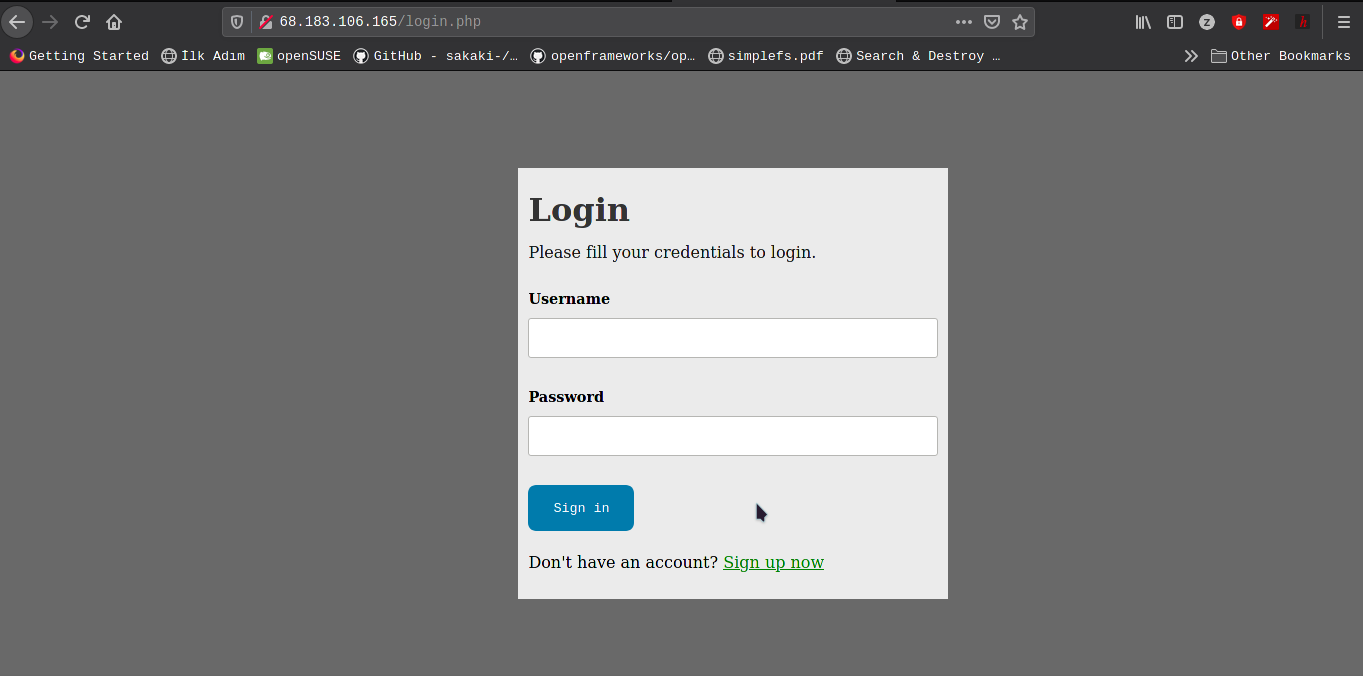 68.183.106.165/login.php
Getting Started İlk Adım openSUSE GitHub - sakaki-/… openframeworks/op… simplefs.pdf Search & Destroy … Other Bookmarks
Login
Please fill your credentials to login.
Username
Password
Sign in
Don't have an account? Sign up now